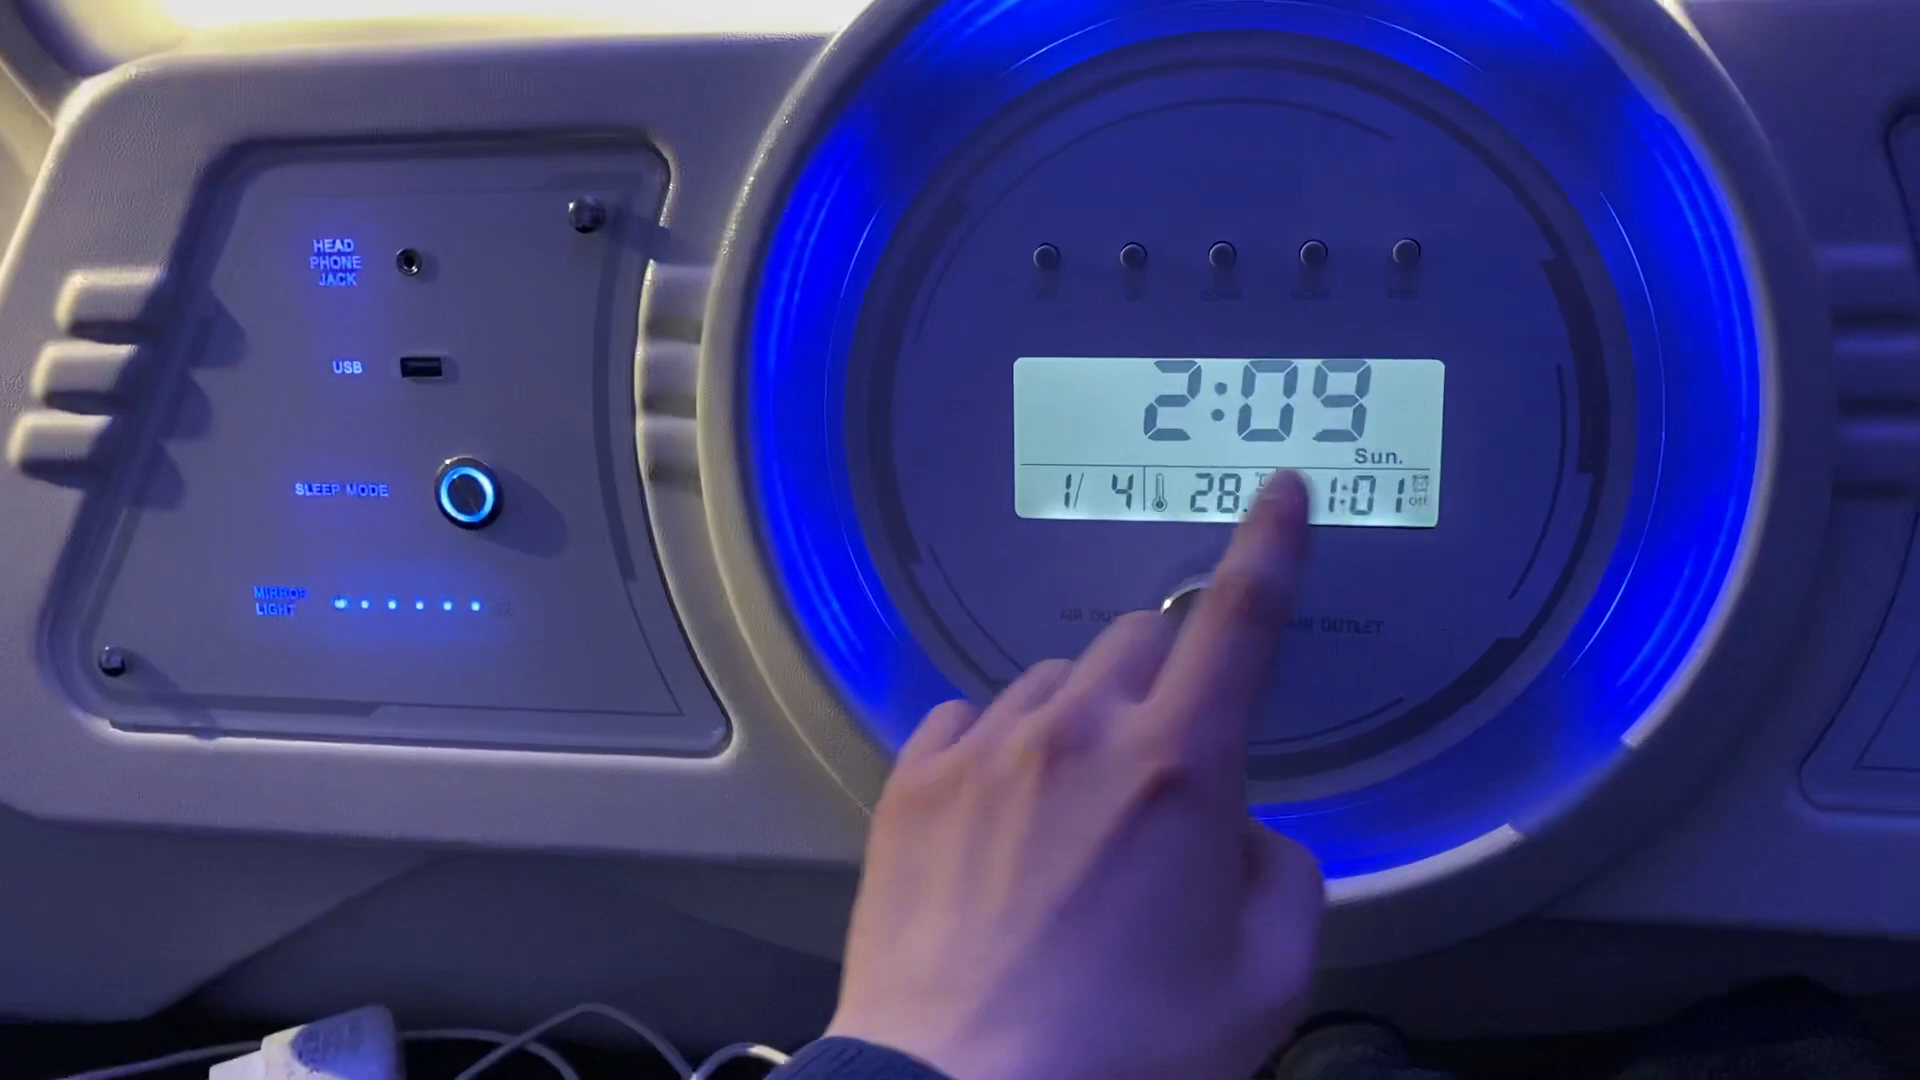 HEAD
PHONE
JACK
USB
SLEEP MODE
MIRROR
LIGHT
2:09
Sun.
1/ 4
28.
1:01
Off
AIR
AIR OUTLET